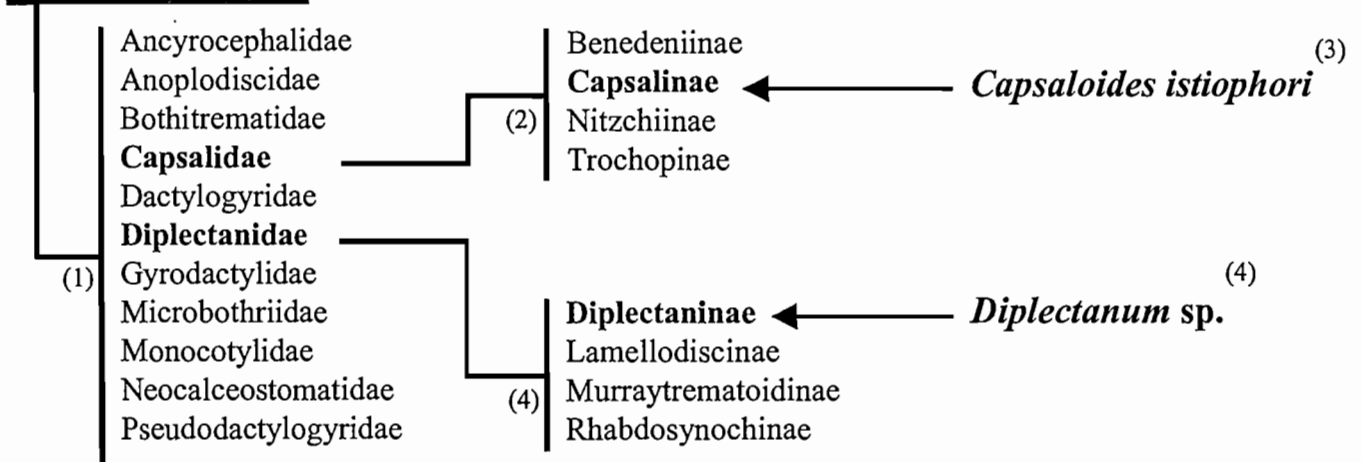 Ancyrocephalidae
Anoplodiscidae
Bothitrematidae
Capsalidae
Dactylogyridae
Diplectanidae
(1)
Gyrodactylidae
Microbothriidae
Monocotylidae
Neocalceostomatidae
Pseudodactylogyridae
Benedeniinae
Capsalinae
(2)
Nitzchiinae
Trochopinae
Capsaloides istiophori (3)
Diplectaninae
Lamellodiscinae
(4)
Murraytrematoidinae
Rhabdosynochinae
Diplectanum sp. (4)